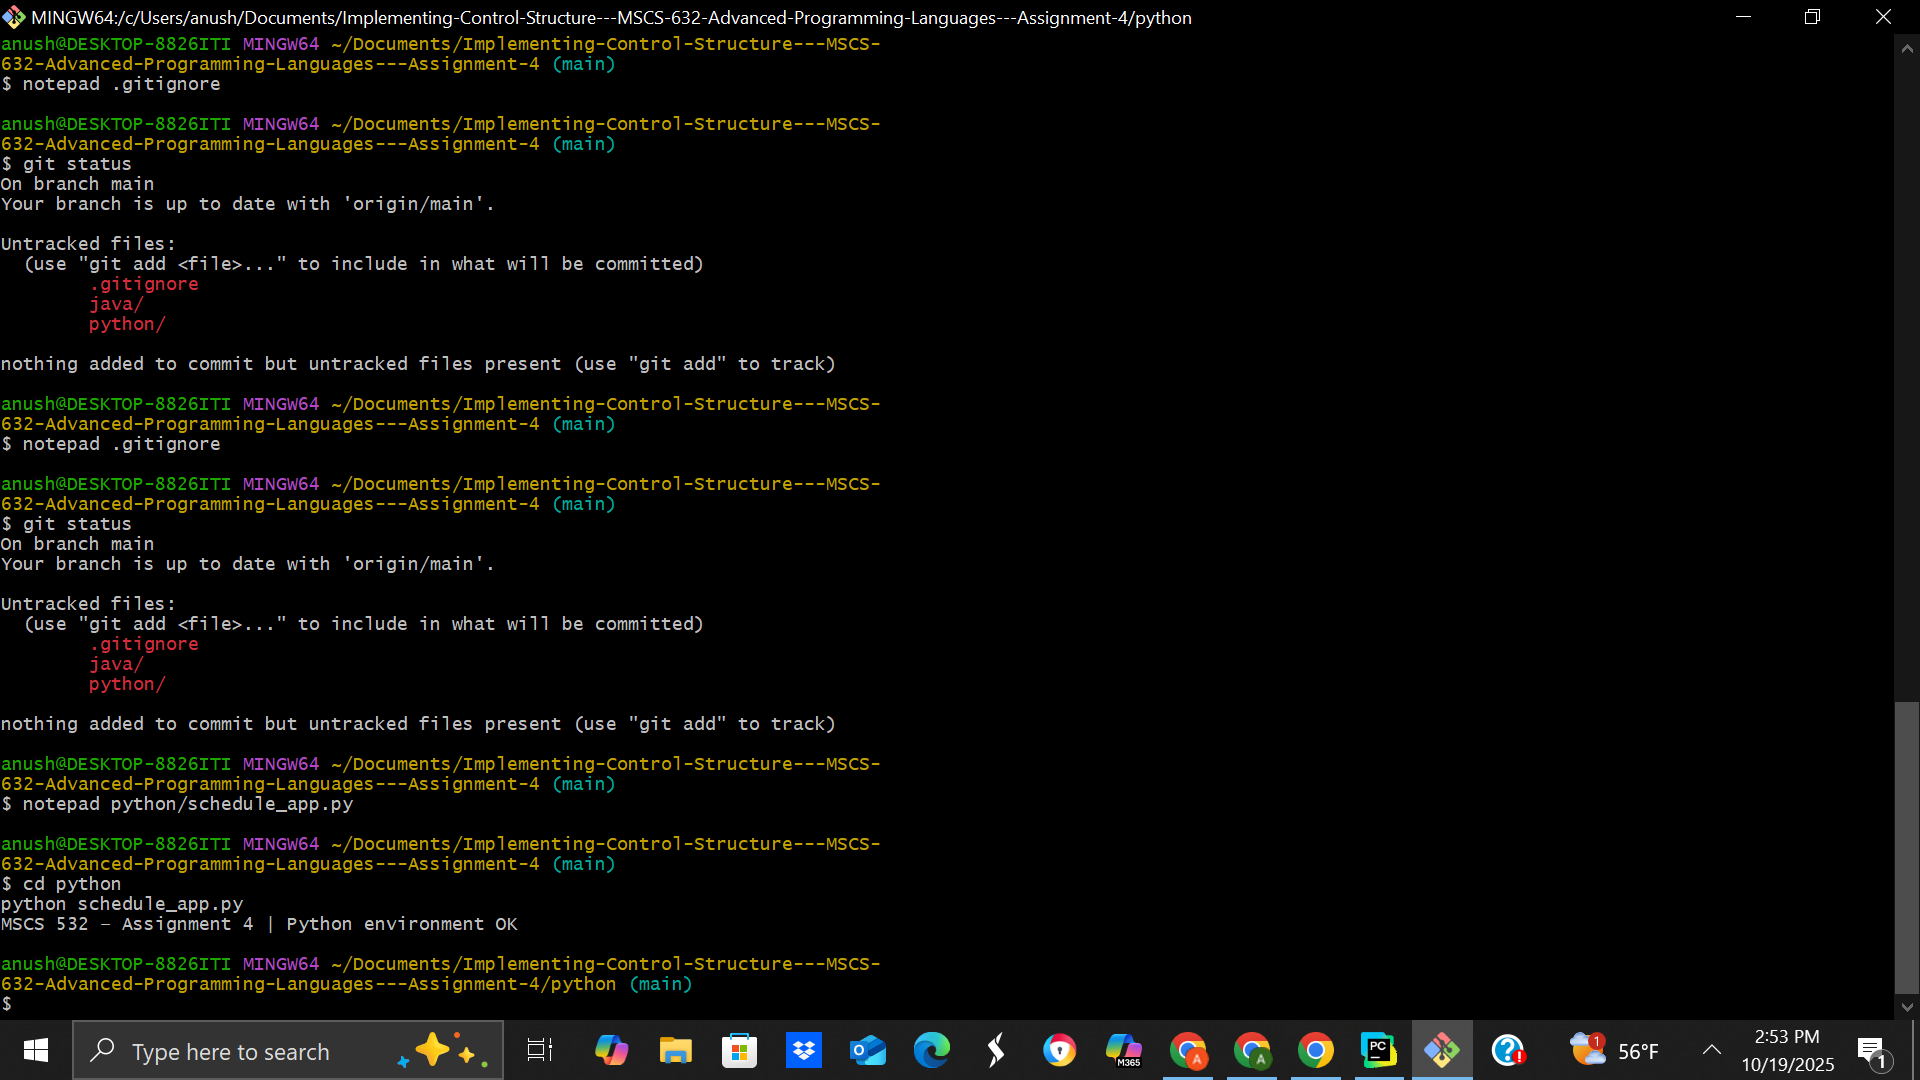 MINGW64:/c/Users/anush/Documents/Implementing-Control-Structure---MSCS-632-Advanced-Programming-Languages---Assignment-4/python
anush@DESKTOP-8826ITI MINGW64 ~/Documents/Implementing-Control-Structure---MSCS-
632-Advanced-Programming-Languages---Assignment-4 (main)
$ notepad .gitignore
anush@DESKTOP-8826ITI MINGW64 ~/Documents/Implementing-Control-Structure---MSCS-
632-Advanced-Programming-Languages---Assignment-4 (main)
$ git status
On branch main
Your branch is up to date with 'origin/main'.
Untracked files:
  (use "git add <file>..." to include in what will be committed)
        .gitignore
        java/
        python/
nothing added to commit but untracked files present (use "git add" to track)
anush@DESKTOP-8826ITI MINGW64 ~/Documents/Implementing-Control-Structure---MSCS-
632-Advanced-Programming-Languages---Assignment-4 (main)
$ notepad .gitignore
anush@DESKTOP-8826ITI MINGW64 ~/Documents/Implementing-Control-Structure---MSCS-
632-Advanced-Programming-Languages---Assignment-4 (main)
$ git status
On branch main
Your branch is up to date with 'origin/main'.
Untracked files:
  (use "git add <file>..." to include in what will be committed)
        .gitignore
        java/
        python/
nothing added to commit but untracked files present (use "git add" to track)
anush@DESKTOP-8826ITI MINGW64 ~/Documents/Implementing-Control-Structure---MSCS-
632-Advanced-Programming-Languages---Assignment-4 (main)
$ notepad python/schedule_app.py
anush@DESKTOP-8826ITI MINGW64 ~/Documents/Implementing-Control-Structure---MSCS-
632-Advanced-Programming-Languages---Assignment-4 (main)
$ cd python
python schedule_app.py
MSCS 532 – Assignment 4 | Python environment OK
anush@DESKTOP-8826ITI MINGW64 ~/Documents/Implementing-Control-Structure---MSCS-
632-Advanced-Programming-Languages---Assignment-4/python (main)
$
Type here to search
M365
A
A
PC
1
56°F
2:53 PM
10/19/2025
1